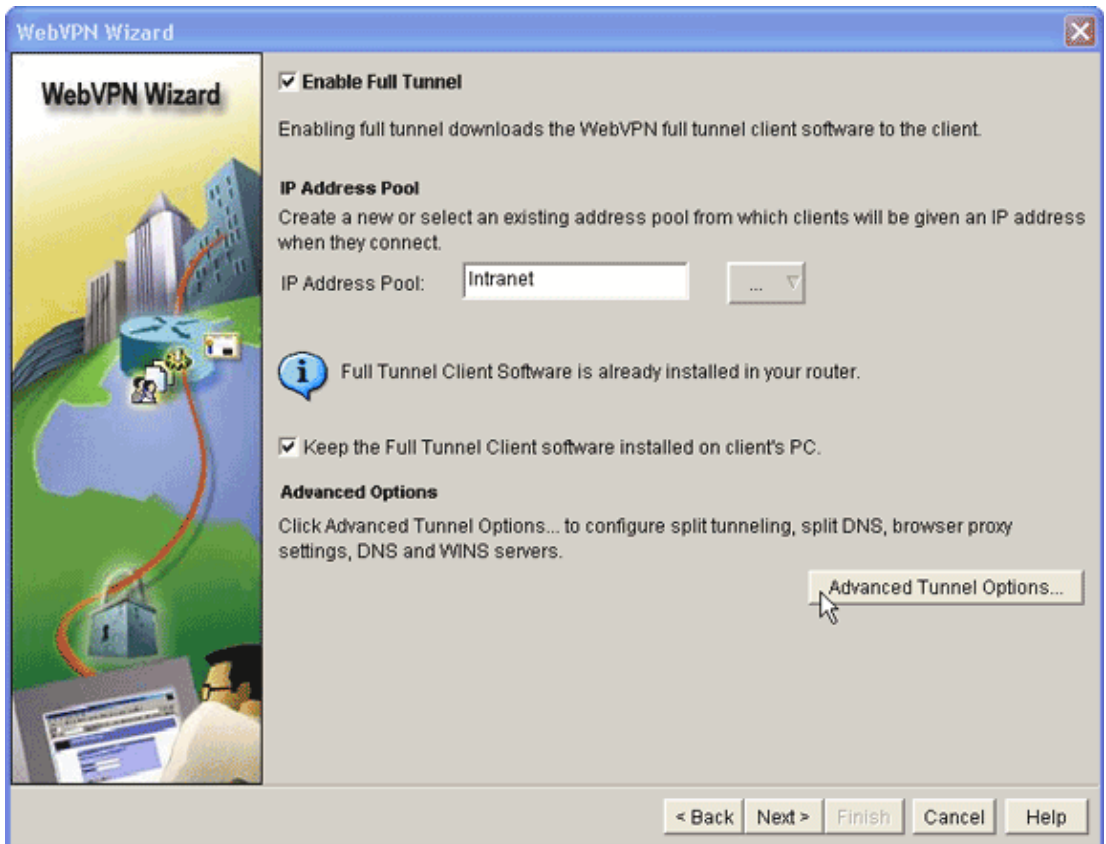 WebVPN Wizard
WebVPN Wizard
Enable Full Tunnel
Enabling full tunnel downloads the WebVPN full tunnel client software to the client.
IP Address Pool
Create a new or select an existing address pool from which clients will be given an IP address
when they connect.
IP Address Pool:
Intranet
...
Full Tunnel Client Software is already installed in your router.
Keep the Full Tunnel Client software installed on client's PC.
Advanced Options
Click Advanced Tunnel Options... to configure split tunneling, split DNS, browser proxy
settings, DNS and WINS servers.
Advanced Tunnel Options...
< Back
Next >
Finish
Cancel
Help